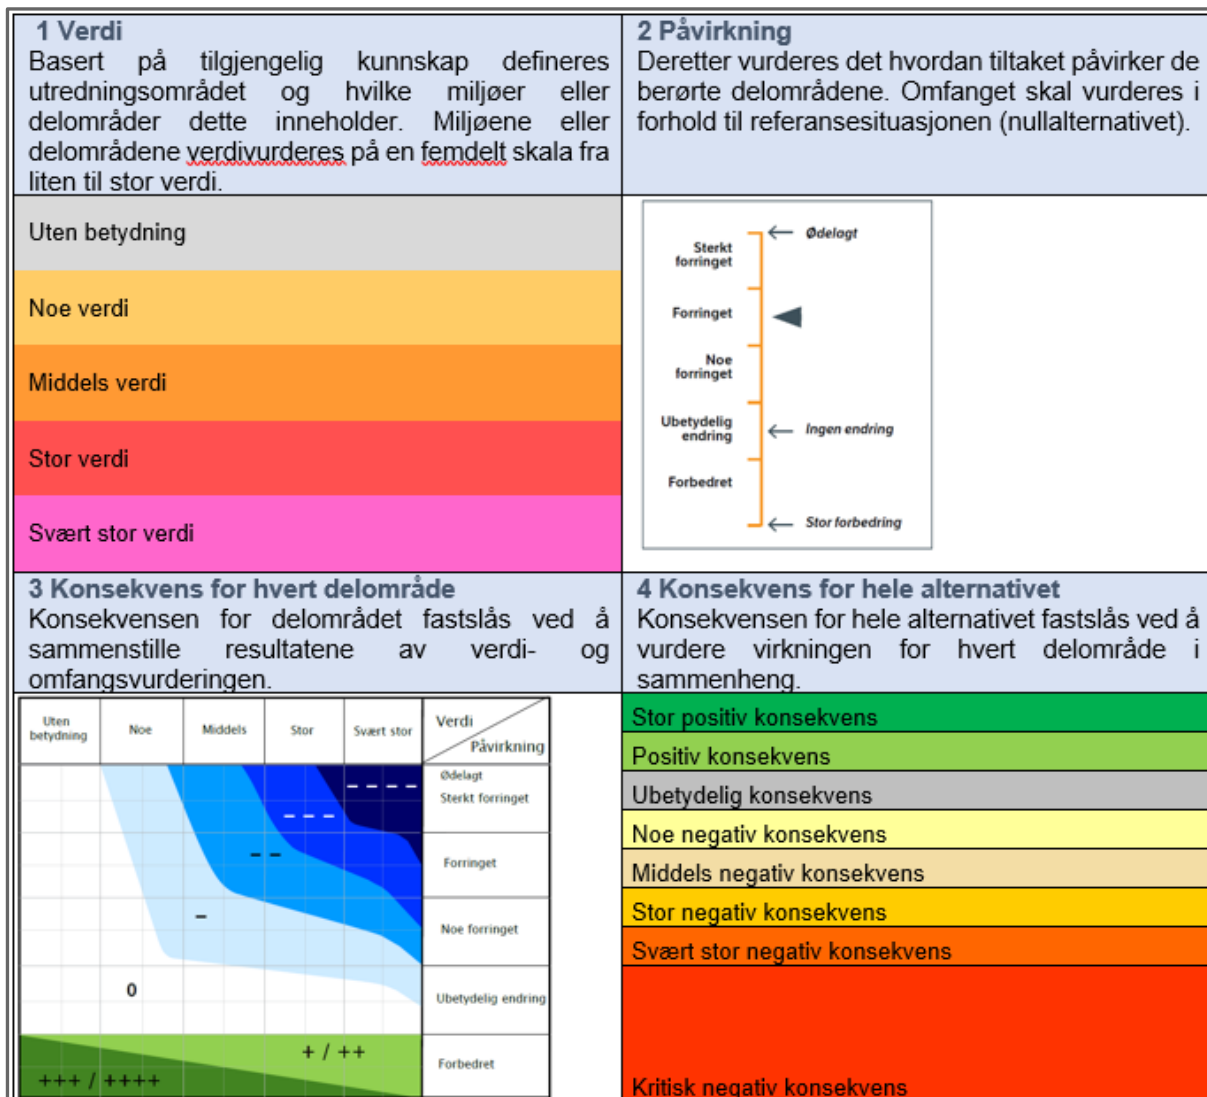 1 Verdi
Basert på tilgjengelig kunnskap defineres
utredningsområdet og hvilke miljøer eller
delområder dette inneholder. Miljøene eller
delområdene verdivurderes på en femdelt skala fra
liten til stor verdi.
2 Påvirkning
Deretter vurderes det hvordan tiltaket påvirker de
berørte delområdene. Omfanget skal vurderes i
forhold til referansesituasjonen (nullalternativet).
Uten betydning
Noe verdi
Middels verdi
Stor verdi
Svært stor verdi
Ødelagt
Sterkt
forringet
Forringet
Noe
forringet
Ubetydelig
endring
Ingen endring
Forbedret
Stor forbedring
3 Konsekvens for hvert delområde
Konsekvensen for delområdet fastslås ved å
sammenstille resultatene av verdi- og
omfangsvurderingen.
4 Konsekvens for hele alternativet
Konsekvensen for hele alternativet fastslås ved å
vurdere virkningen for hvert delområde i
sammenheng.
Uten
betydning
Noe
Middels
Stor
Svært stor
Verdi
Påvirkning
Ødelagt
Sterkt forringet
Forringet
Noe forringet
Ubetydelig endring
Forbedret
– – – –
– – –
– –
–
0
+ / ++
+++ / ++++
Stor positiv konsekvens
Positiv konsekvens
Ubetydelig konsekvens
Noe negativ konsekvens
Middels negativ konsekvens
Stor negativ konsekvens
Svært stor negativ konsekvens
Kritisk negativ konsekvens